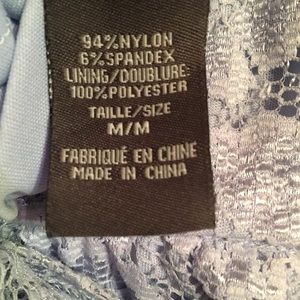 94%NYLON
6%SPANDEX
LINING/DOUBLURE:
100%POLYESTER
TAILLE/SIZE
M/M
FABRIQUÉ EN CHINE
MADE IN CHINA